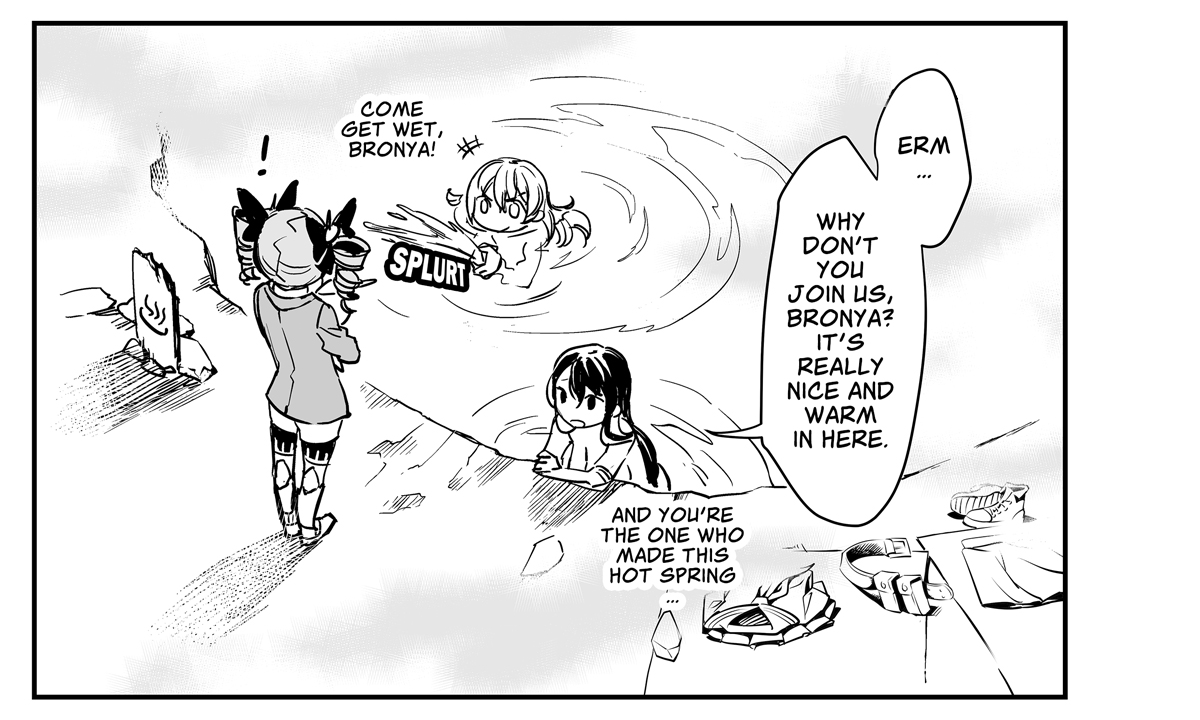 COME
GET WET,
BRONYA!
!
SPLURT
ERM
...
WHY
DON'T
YOU
JOIN US,
BRONYA?
IT'S
REALLY
NICE AND
WARM
IN HERE.
AND YOU'RE
THE ONE WHO
MADE THIS
HOT SPRING
...